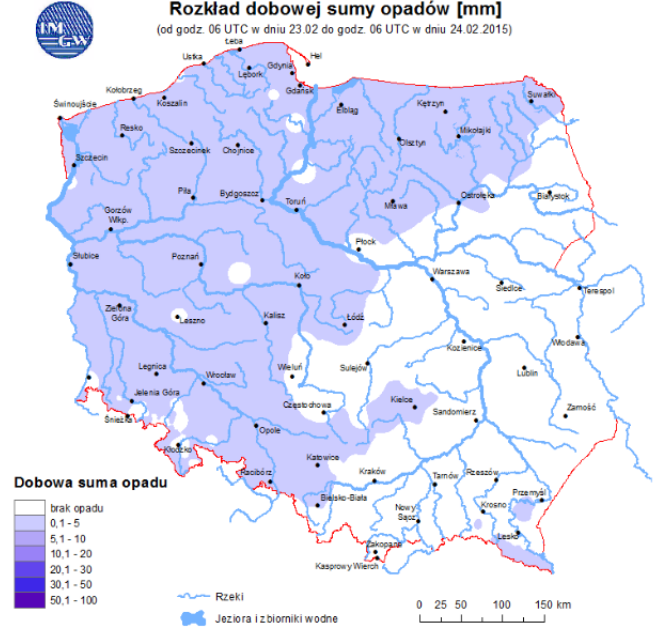 Rozkład dobowej sumy opadów [mm]
(od godz. 06 UTC w dniu 23.02 do godz. 06 UTC w dniu 24.02.2015)
IM
GW
Łeba
Hel
Ustka
Gdynia
Lębork
Gdańsk
Suwałki
Kołobrzeg
Koszalin
Świnoujście
Elbląg
Kętrzyn
Resko
Mikołajki
Olsztyn
Szczecinek
Chojnice
Szczecin
Piła
Bydgoszcz
Toruń
Mława
Ostrołęka
Białystok
Gorzów
Wlkp.
Płock
Słubice
Poznań
Koło
Warszawa
Siedlce
Terespol
Zielona
Góra
Leszno
Kalisz
Łódź
Kozienice
Włodawa
Legnica
Wrocław
Wieluń
Sulejów
Lublin
Jelenia Góra
Częstochowa
Kielce
Sandomierz
Zamość
Śnieżka
Opole
Kłodzko
Katowice
Racibórz
Kraków
Tarnów
Rzeszów
Przemyśl
Bielsko-Biała
Nowy
Sącz
Krosno
Lesko
Zakopane
Kasprowy Wierch
Dobowa suma opadu
brak opadu
0,1 - 5
5,1 - 10
10,1 - 20
20,1 - 30
30,1 - 50
50,1 - 100
Rzeki
Jeziora i zbiorniki wodne
0 25 50 100 150 km